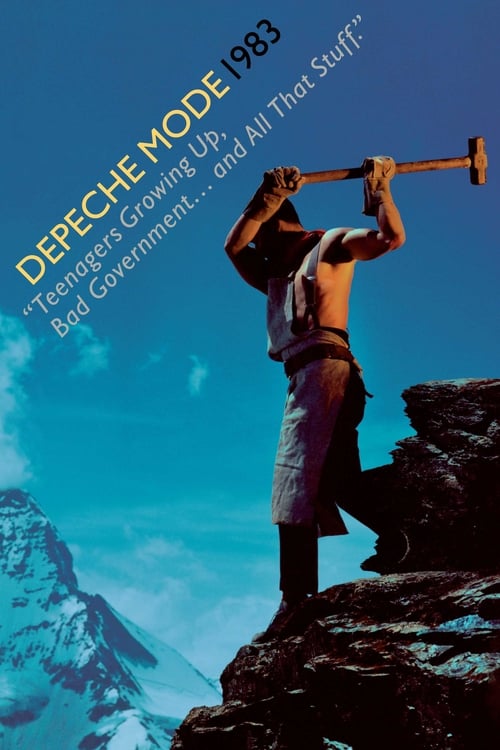 DEPECHE MODE 1983
“Teenagers Growing Up,
Bad Government... and All That Stuff.”